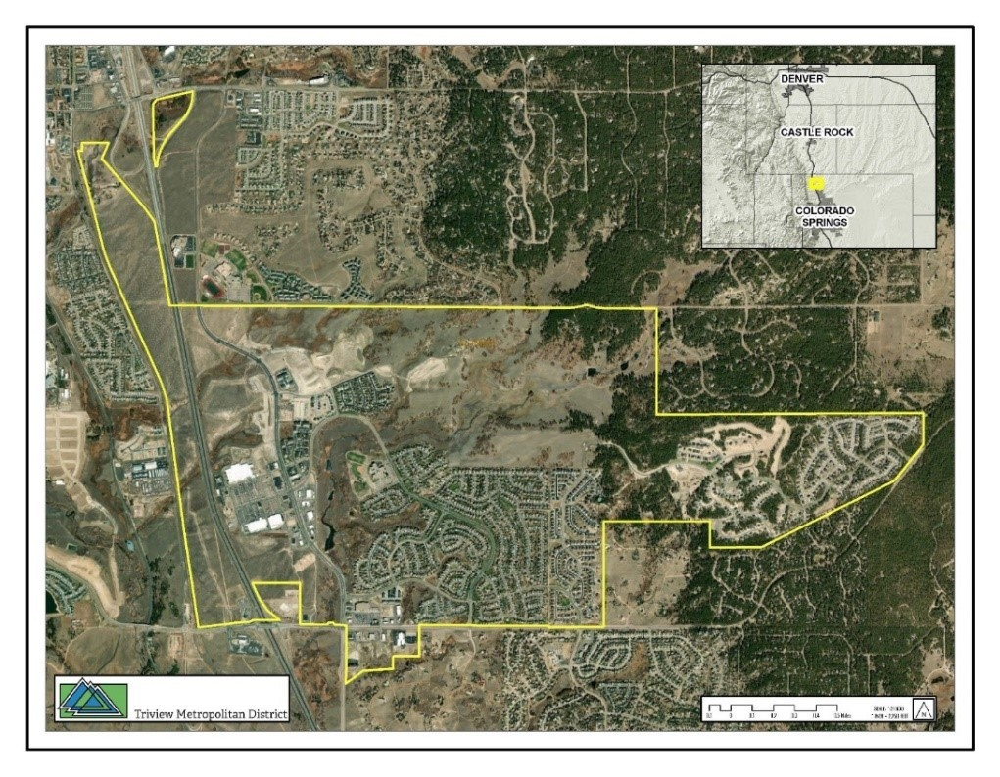 DENVER
CASTLE ROCK
COLORADO
SPRINGS
Triview Metropolitan District
N